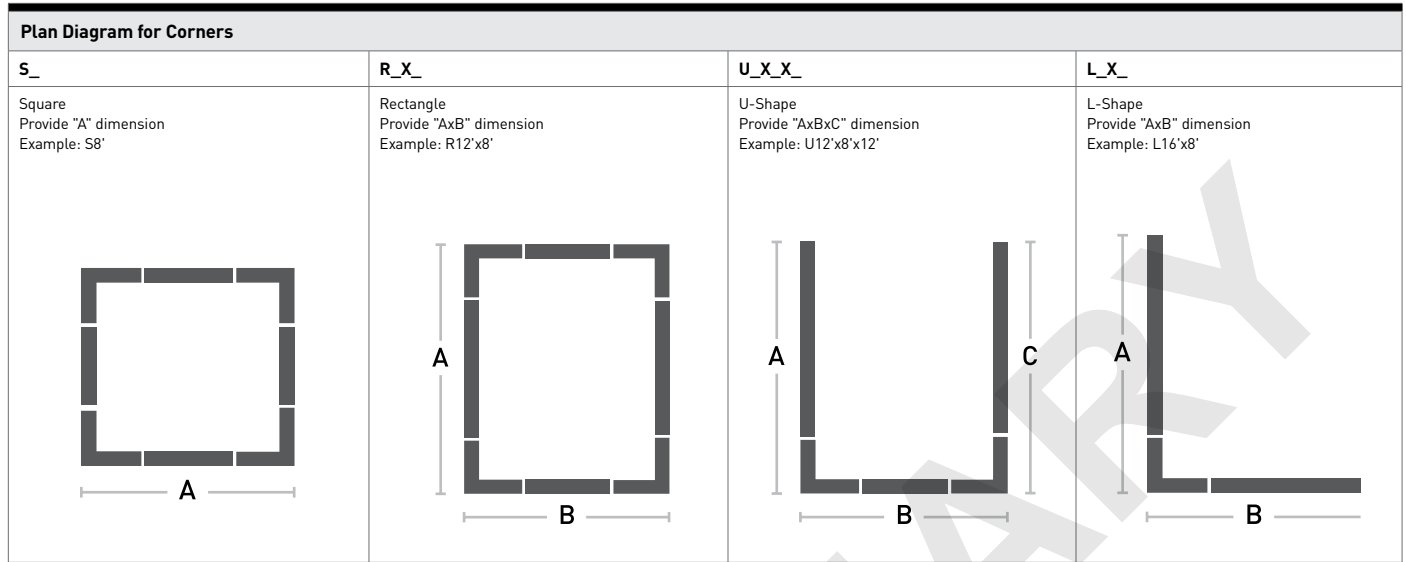 Plan Diagram for Corners
S_
Square
Provide "A" dimension
Example: S8'
A
R_X_
Rectangle
Provide "AxB" dimension
Example: R12'x8'
A
B
U_X_X_
U-Shape
Provide "AxBxC" dimension
Example: U12'x8'x12'
A
C
B
L_X_
L-Shape
Provide "AxB" dimension
Example: L16'x8'
A
B
ARY